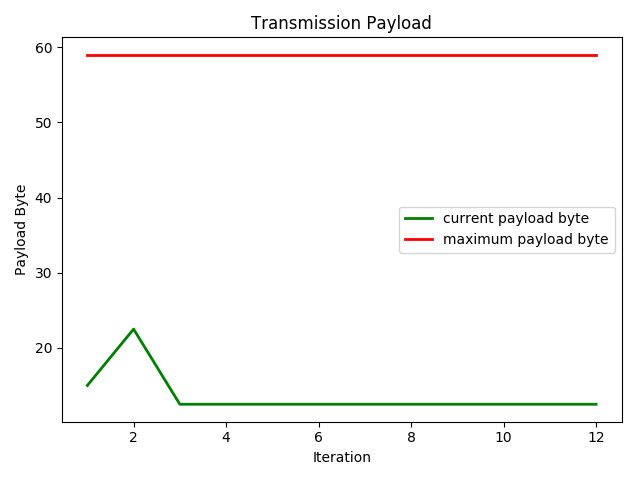 Transmission Payload
Payload Byte
60
50
40
30
20
current payload byte
maximum payload byte
2 4 6 8 10 12
Iteration